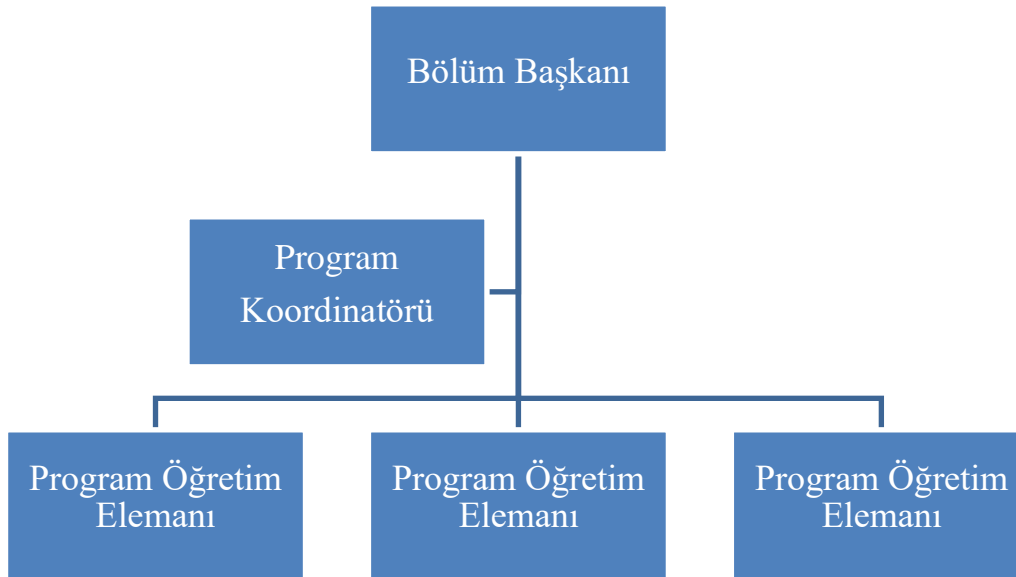 Bölüm Başkanı
Program
Koordinatörü
Program Öğretim
Elemanı
Program Öğretim
Elemanı
Program Öğretim
Elemanı